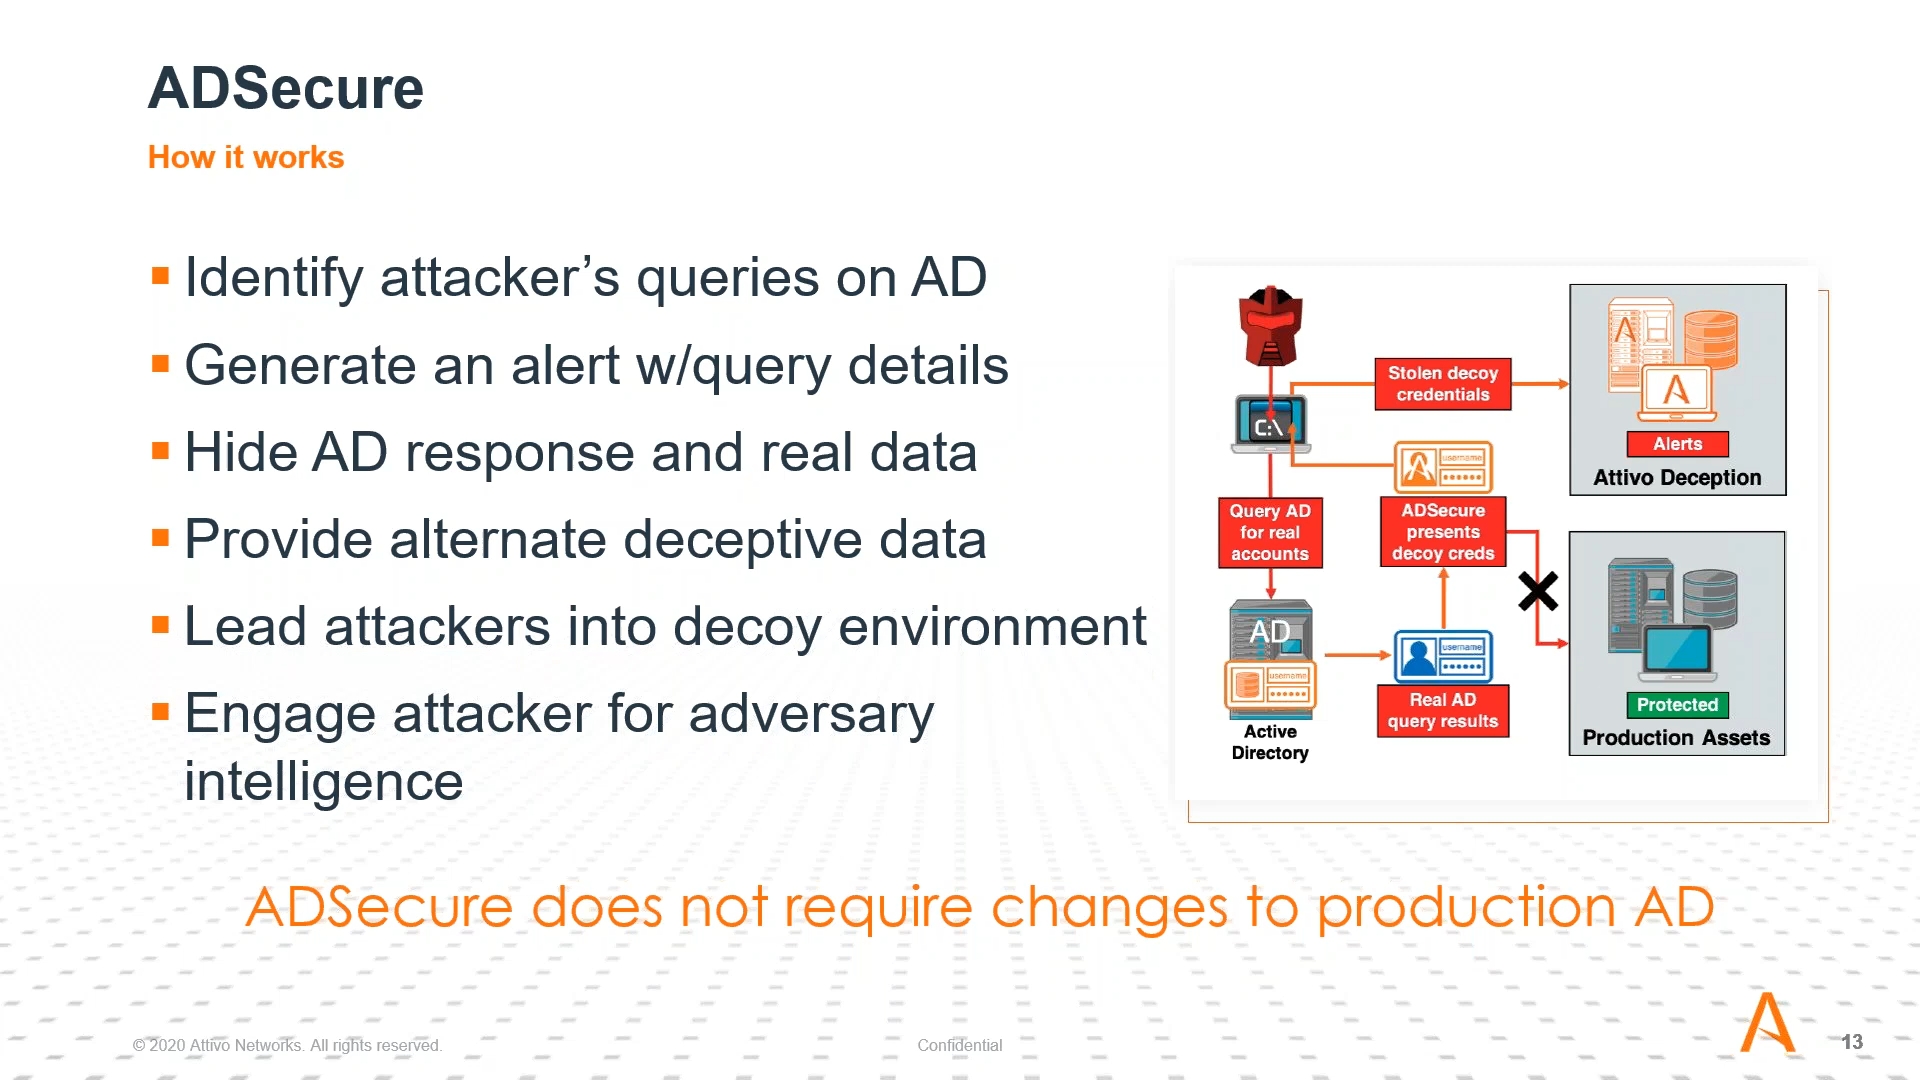 ADSecure
How it works
▪ Identify attacker’s queries on AD
▪ Generate an alert w/query details
▪ Hide AD response and real data
▪ Provide alternate deceptive data
▪ Lead attackers into decoy environment
▪ Engage attacker for adversary
intelligence
C:\
Stolen decoy
credentials
Alerts
Attivo Deception
username
Query AD
for real
accounts
ADSecure
presents
decoy creds
AD
username
Active
Directory
username
Real AD
query results
Protected
Production Assets
ADSecure does not require changes to production AD
© 2020 Attivo Networks. All rights reserved.
Confidential
13